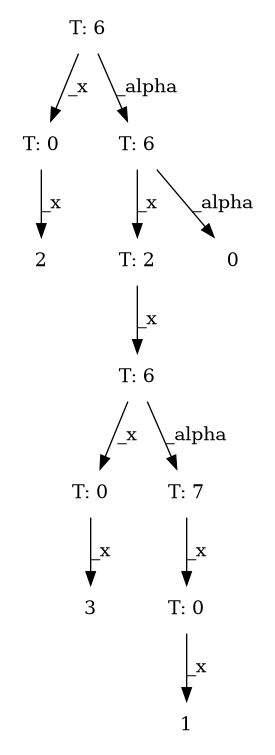 T: 6
_x _alpha
T: 0 T: 6
_x _x _alpha
2 T: 2 0
_x
T: 6
_x _alpha
T: 0 T: 7
_x _x
3 T: 0
_x
1